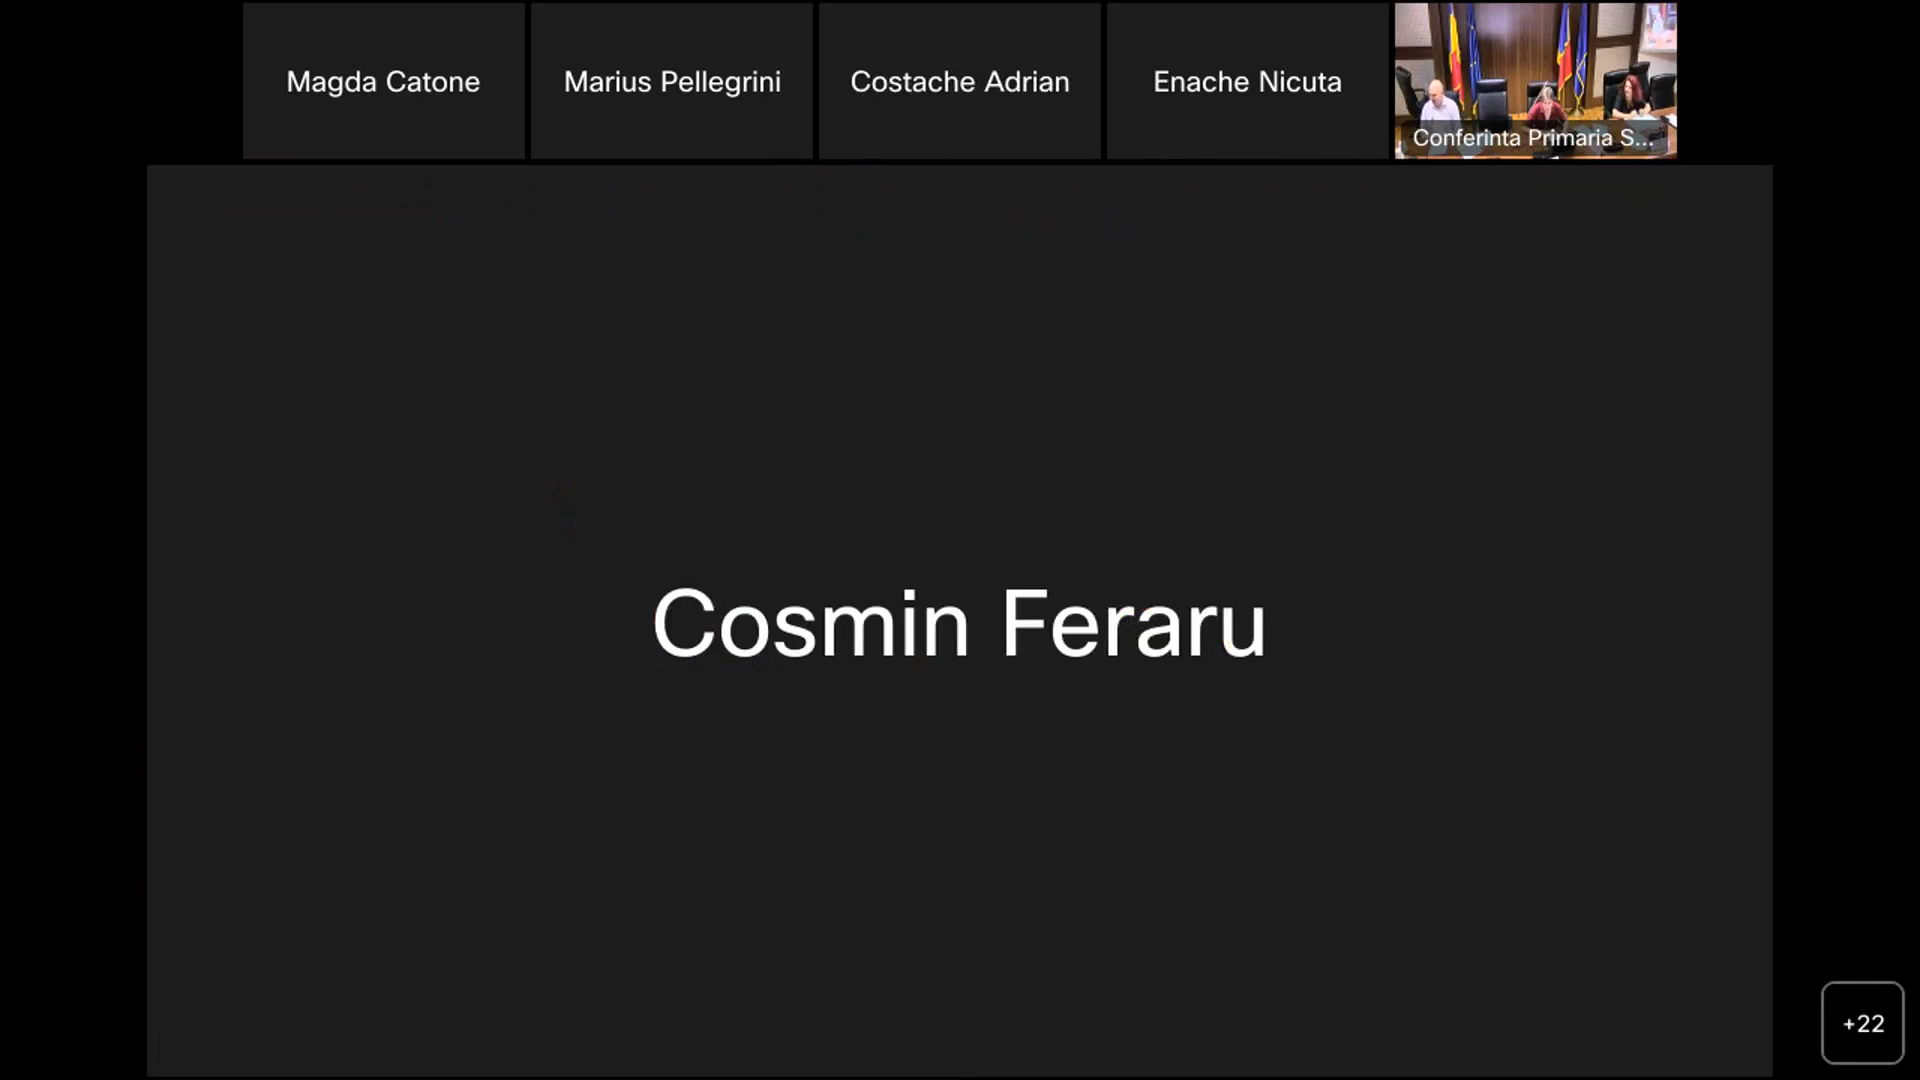 Magda Catone
Marius Pellegrini
Costache Adrian
Enache Nicuta
Conferinta Primaria S...
Cosmin Feraru
+22